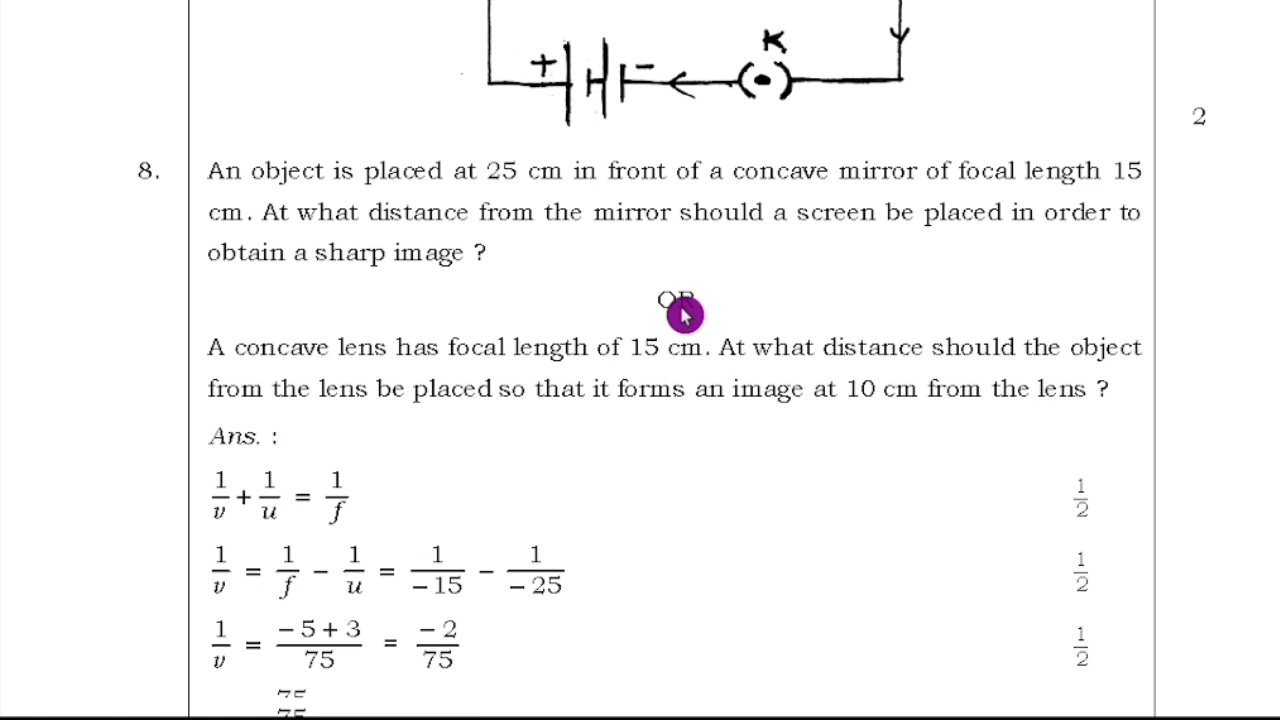 K
+ −
2
8. An object is placed at 25 cm in front of a concave mirror of focal length 15
cm. At what distance from the mirror should a screen be placed in order to
obtain a sharp image ?
OR
A concave lens has focal length of 15 cm. At what distance should the object
from the lens be placed so that it forms an image at 10 cm from the lens ?
Ans. :
1/v + 1/u = 1/f 1/2
1/v = 1/f − 1/u = 1/−15 − 1/−25 1/2
1/v = −5+3/75 = −2/75 1/2